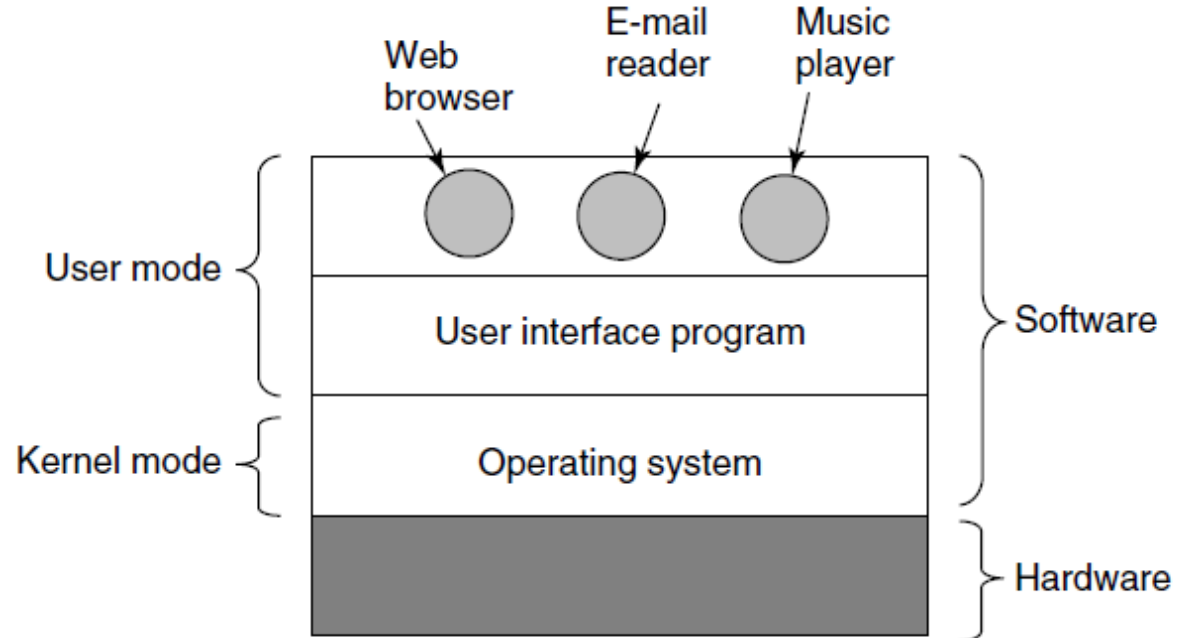 Web
browser
E-mail
reader
Music
player
User mode
User interface program
Software
Kernel mode
Operating system
Hardware